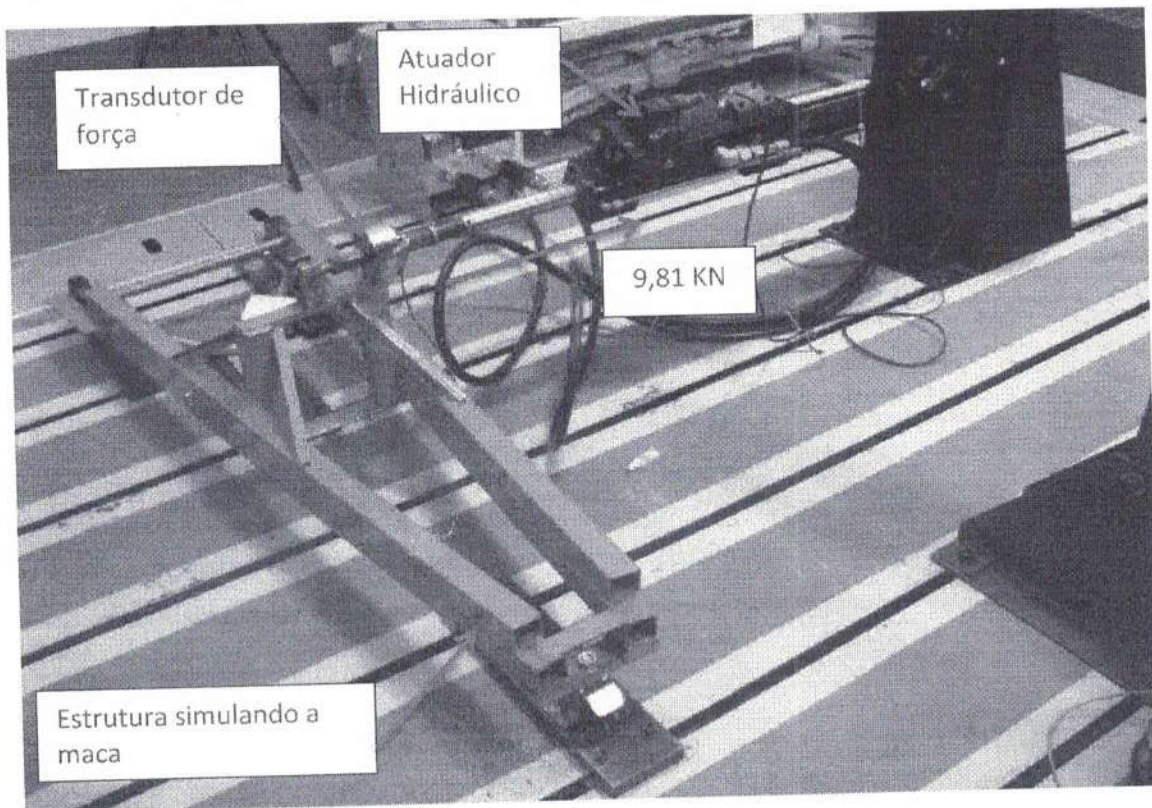 Transdutor de
força
Atuador
Hidráulico
9,81 KN
Estrutura simulando a
maca